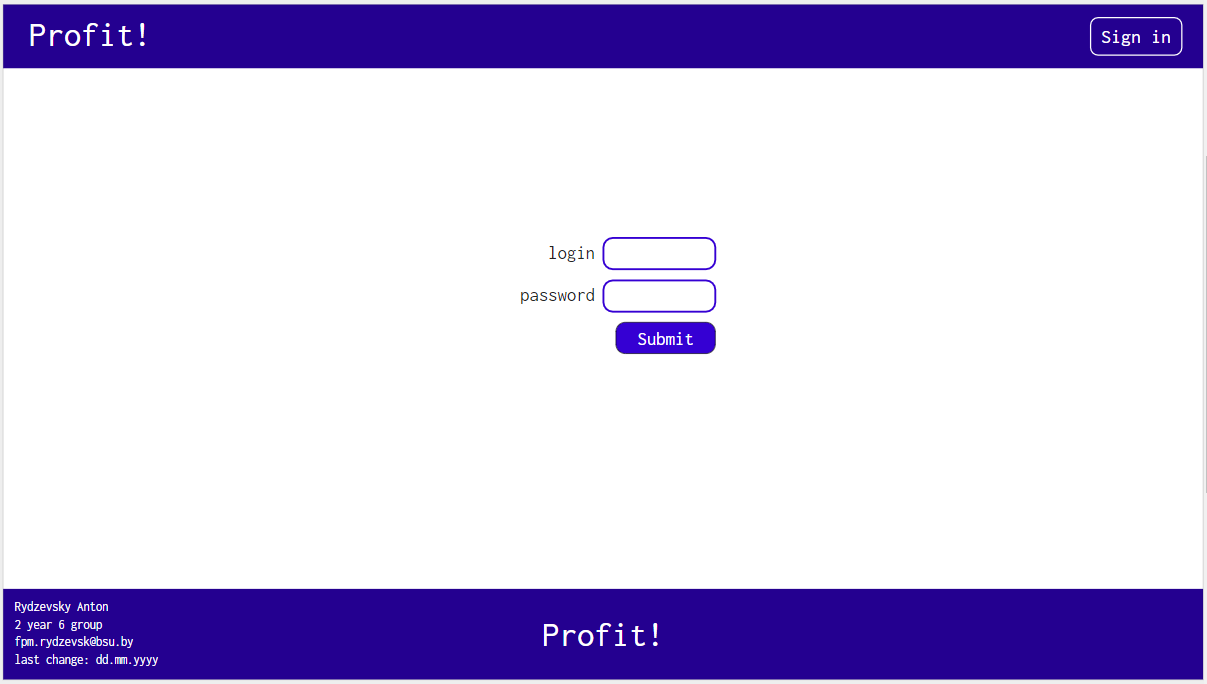 Profit!
Sign in
login
password
Submit
Rydzevsky Anton
2 year 6 group
fpm.rydzevsk@bsu.by
last change: dd.mm.yyyy
Profit!